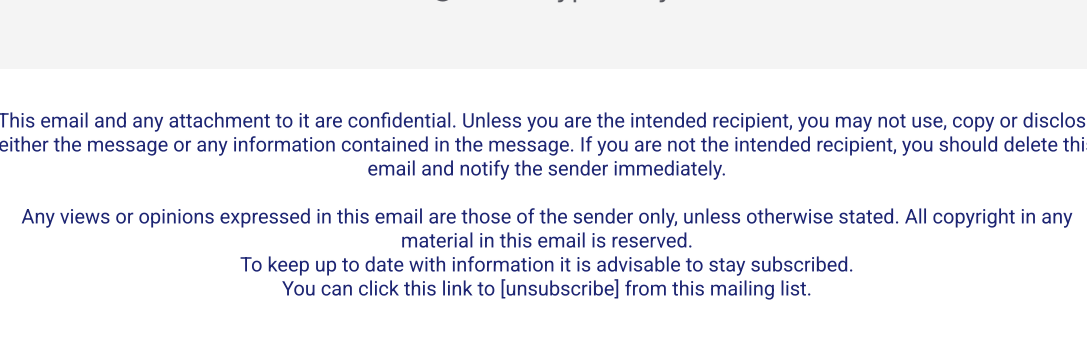 This email and any attachment to it are confidential. Unless you are the intended recipient, you may not use, copy or
either the message or any information contained in the message. If you are not the intended recipient, you should delete
email and notify the sender immediately.
Any views or opinions expressed in this email are those of the sender only, unless otherwise stated. All copyright in any
material in this email is reserved.
To keep up to date with information it is advisable to stay subscribed.
You can click this link to [unsubscribe] from this mailing list.